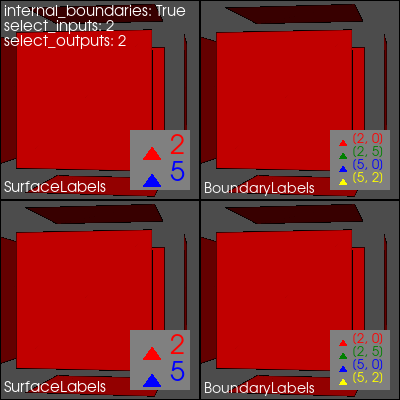 internal_boundaries: True
select_inputs: 2
select_outputs: 2
2
5
SurfaceLabels
[2, 0]
[2, 5]
[5, 0]
[5, 2]
BoundaryLabels
2
5
SurfaceLabels
[2, 0]
[2, 5]
[5, 0]
[5, 2]
BoundaryLabels